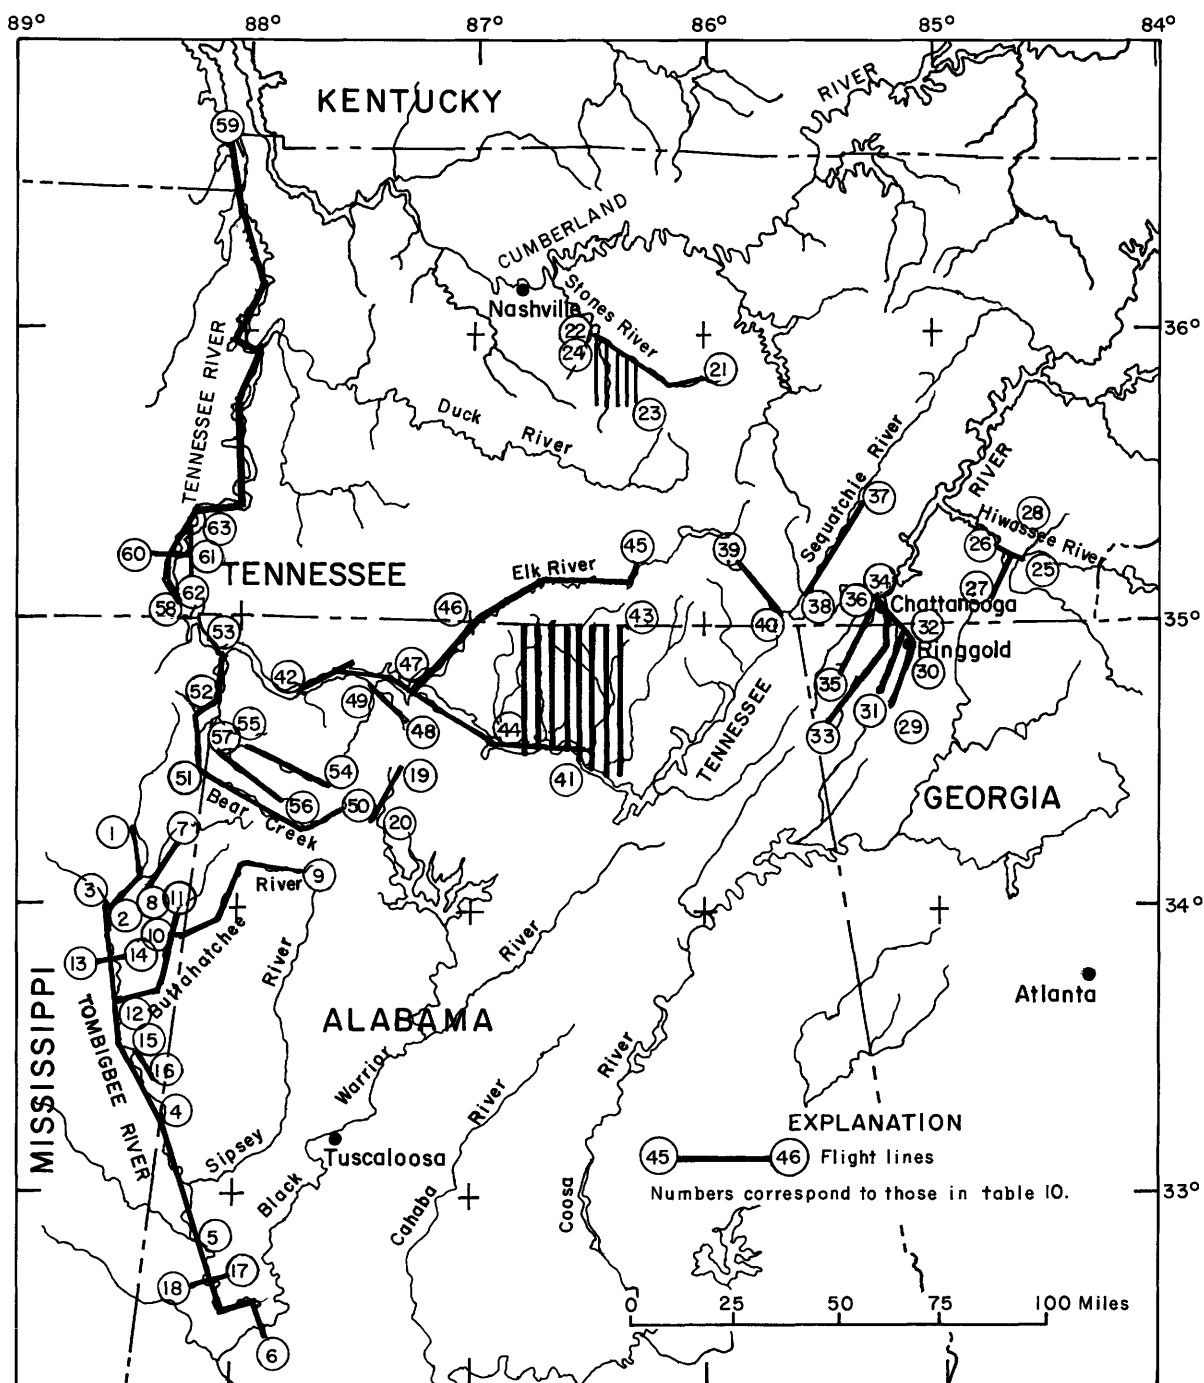 89° 88° 87° 86° 85° 84°
KENTUCKY
RIVER
59
CUMBERLAND
Nashville
Stones River
22
24
21
23
36°
TENNESSEE RIVER
Duck River
Sequatchie River
37
RIVER
28
Hiwassee River
26
25
27
63
60
61
62
58
TENNESSEE
Elk River
45
39
46
43
40
38
36
34
Chattanooga
35°
32
Ringgold
30
53
42
47
52
49
48
44
41
35
33
31
29
TENNESSEE
55
57
54
51
56
50
19
20
Bear Creek
GEORGIA
1
7
3
2
8
11
9
River
10
14
13
Buttahatchee
34°
MISSISSIPPI
TOMBIGBEE RIVER
12
15
16
4
River
River
ALABAMA
Warrior
River
River
Atlanta
Sipsey
Tuscaloosa
Black
Cahaba
Coosa
33°
5
17
18
6
EXPLANATION
45 46 Flight lines
Numbers correspond to those in table 10.
0 25 50 75 100 Miles